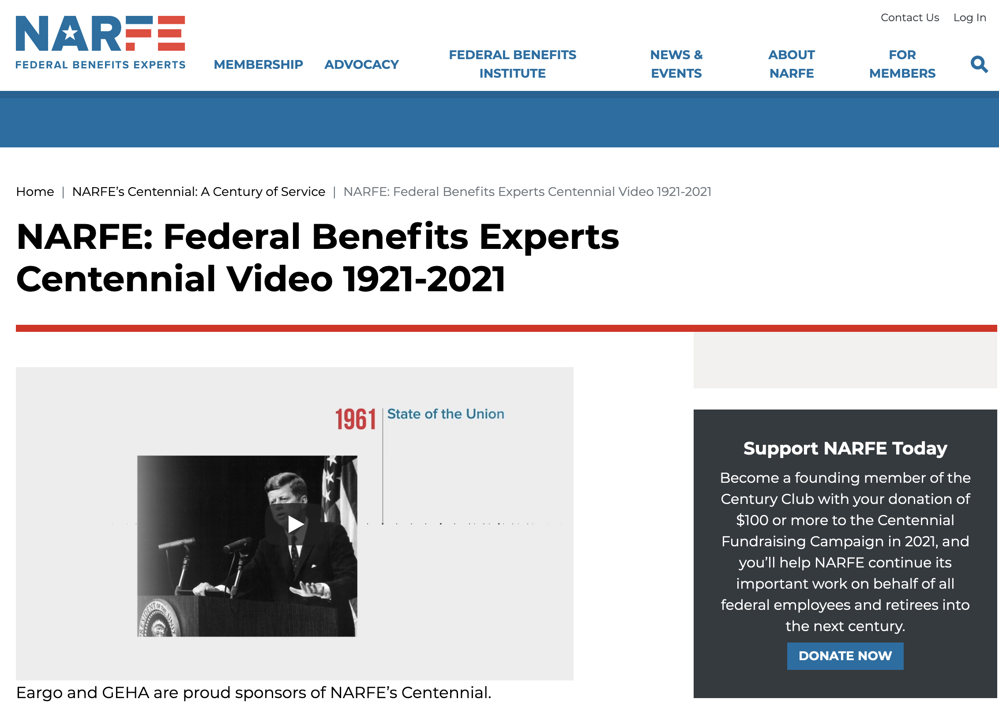 Contact Us Log In
NARFE
FEDERAL BENEFITS EXPERTS
MEMBERSHIP
ADVOCACY
FEDERAL BENEFITS
INSTITUTE
NEWS &
EVENTS
ABOUT
NARFE
FOR
MEMBERS
Home | NARFE’s Centennial: A Century of Service | NARFE: Federal Benefits Experts Centennial Video 1921-2021
NARFE: Federal Benefits Experts
Centennial Video 1921-2021
1961 State of the Union
PRESIDENT OF THE UNIT
Eargo and GEHA are proud sponsors of NARFE’s Centennial.
Support NARFE Today
Become a founding member of the
Century Club with your donation of
$100 or more to the Centennial
Fundraising Campaign in 2021, and
you’ll help NARFE continue its
important work on behalf of all
federal employees and retirees into
the next century.
DONATE NOW